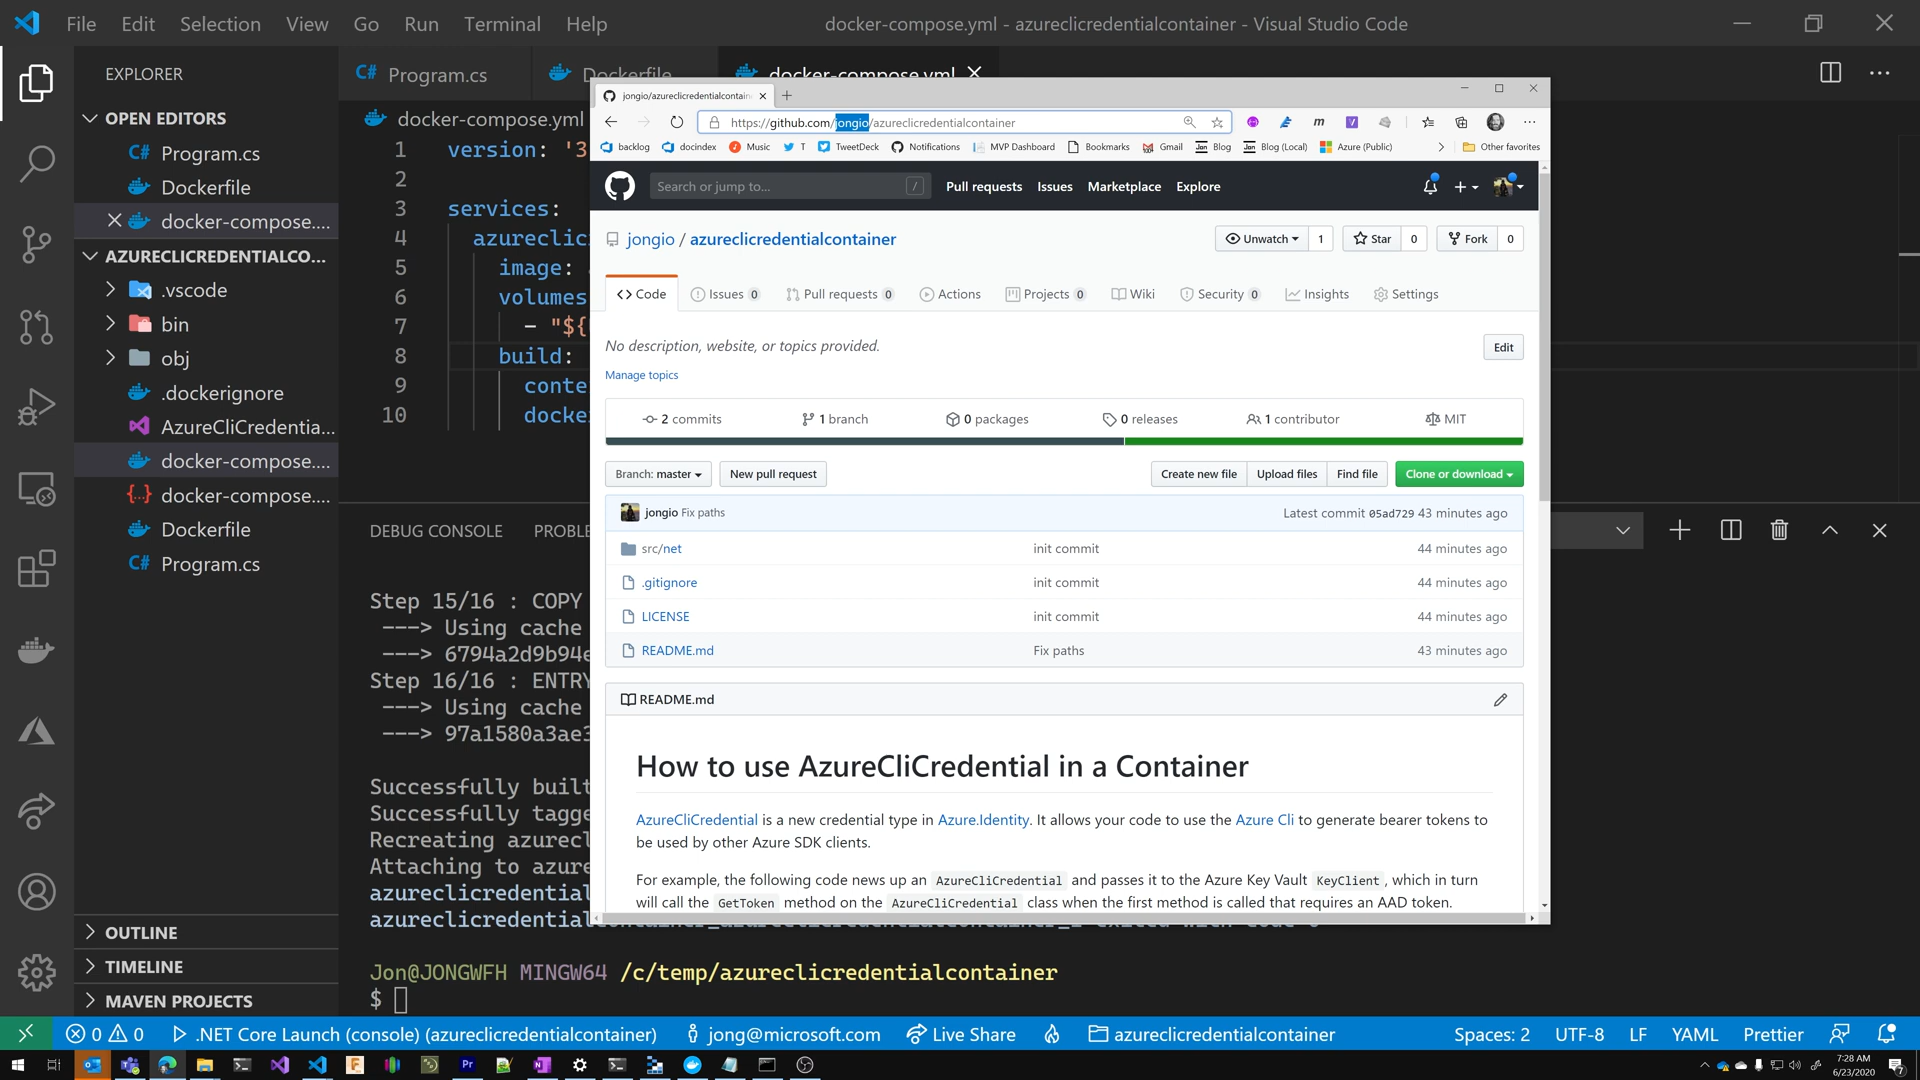 File Edit Selection View Go Run Terminal Help
docker-compose.yml - azureclicredentialcontainer - Visual Studio Code
EXPLORER
OPEN EDITORS
C# Program.cs
Dockerfile
docker-compose....
AZURECLICREDENTIALCO...
.vscode
bin
obj
.dockerignore
AzureCliCredentia...
docker-compose....
docker-compose....
Dockerfile
C# Program.cs
OUTLINE
TIMELINE
MAVEN PROJECTS
C# Program.cs
Dockerfile
docker-compose.yml
docker-compose.yml
1 version: '3
2
3 services:
4 azureclic
5 image:
6 volumes
7 - "${
8 build:
9 conte
10 docke
DEBUG CONSOLE PROBLE
Step 15/16 : COPY
---> Using cache
---> 6794a2d9b94e
Step 16/16 : ENTRY
---> Using cache
---> 97a1580a3ae3
Successfully built
Successfully tagge
Recreating azurecl
Attaching to azure
azureclicredential
azureclicredentialcontainer_azureclicredentialcontainer_1 exited with code 0
Jon@JONGWFH MINGW64 /c/temp/azureclicredentialcontainer
$
jongio/azureclicredentialcontain
https://github.com/jongio/azureclicredentialcontainer
backlog docindex Music T TweetDeck Notifications MVP Dashboard Bookmarks Gmail Blog Blog (Local) Azure (Public) Other favorites
Search or jump to... /
Pull requests Issues Marketplace Explore
jongio / azureclicredentialcontainer
Unwatch 1 Star 0 Fork 0
Code Issues 0 Pull requests 0 Actions Projects 0 Wiki Security 0 Insights Settings
No description, website, or topics provided.
Edit
Manage topics
2 commits 1 branch 0 packages 0 releases 1 contributor MIT
Branch: master New pull request Create new file Upload files Find file Clone or download
jongio Fix paths Latest commit 05ad729 43 minutes ago
src/net init commit 44 minutes ago
.gitignore init commit 44 minutes ago
LICENSE init commit 44 minutes ago
README.md Fix paths 43 minutes ago
README.md
How to use AzureCliCredential in a Container
AzureCliCredential is a new credential type in Azure.Identity. It allows your code to use the Azure Cli to generate bearer tokens to
be used by other Azure SDK clients.
For example, the following code news up an AzureCliCredential and passes it to the Azure Key Vault KeyClient, which in turn
will call the GetToken method on the AzureCliCredential class when the first method is called that requires an AAD token.
0 0 .NET Core Launch (console) (azureclicredentialcontainer) jong@microsoft.com Live Share azureclicredentialcontainer Spaces: 2 UTF-8 LF YAML Prettier
7:28 AM
6/23/2020